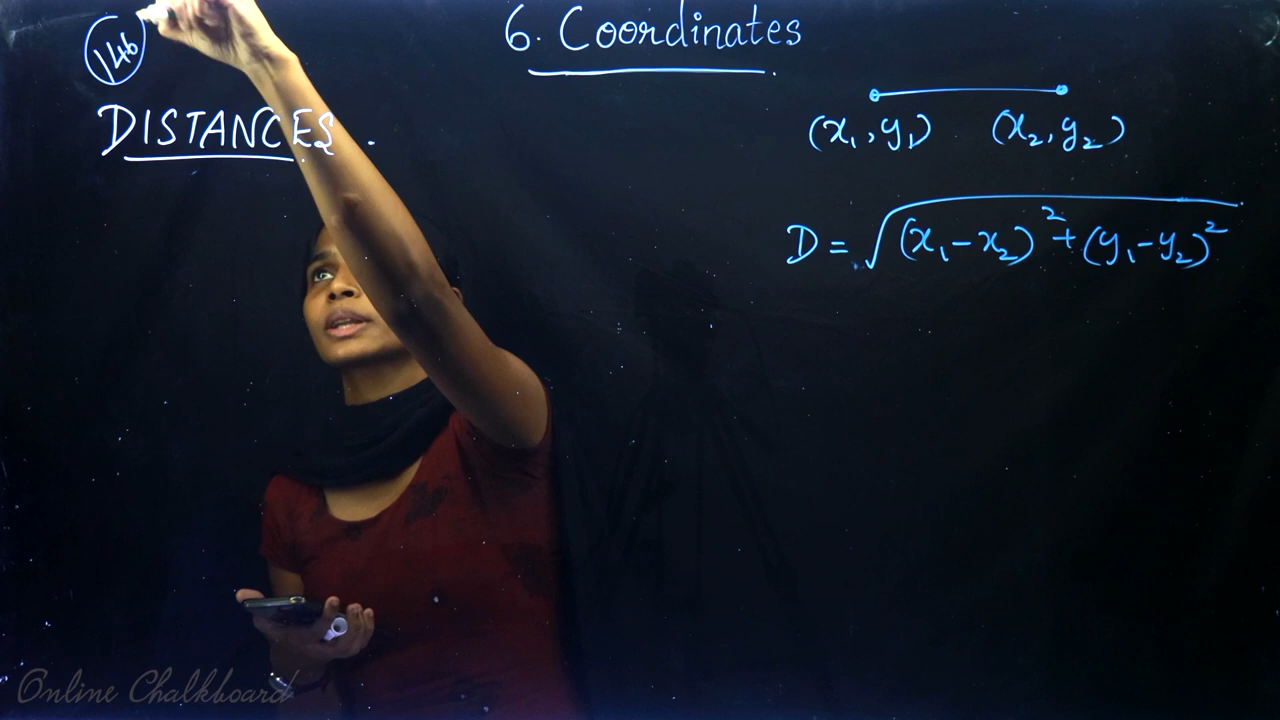 6. Coordinates
146
DISTANCES.
(x₁, y₁) (x₂, y₂)
D = √((x₁-x₂)² + (y₁-y₂)²)
Online Chalkboard